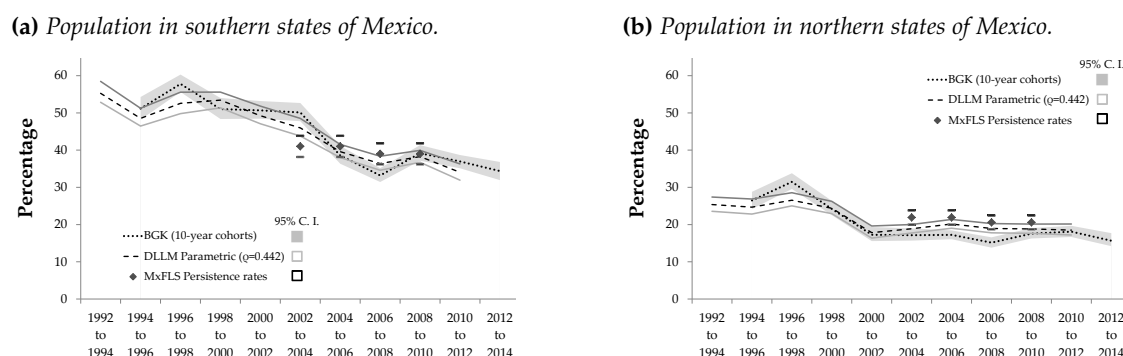 (a) Population in southern states of Mexico.
60
50
40
30
20
10
0
Percentage
95% C. I.
BGK (10-year cohorts)
DLLM Parametric (ϱ=0.442)
MxFLS Persistence rates
1992 1994 1996 1998 2000 2002 2004 2006 2008 2010 2012
to to to to to to to to to to to
1994 1996 1998 2000 2002 2004 2006 2008 2010 2012 2014
(b) Population in northern states of Mexico.
60
50
40
30
20
10
0
Percentage
95% C. I.
BGK (10-year cohorts)
DLLM Parametric (ϱ=0.442)
MxFLS Persistence rates
1992 1994 1996 1998 2000 2002 2004 2006 2008 2010 2012
to to to to to to to to to to to
1994 1996 1998 2000 2002 2004 2006 2008 2010 2012 2014